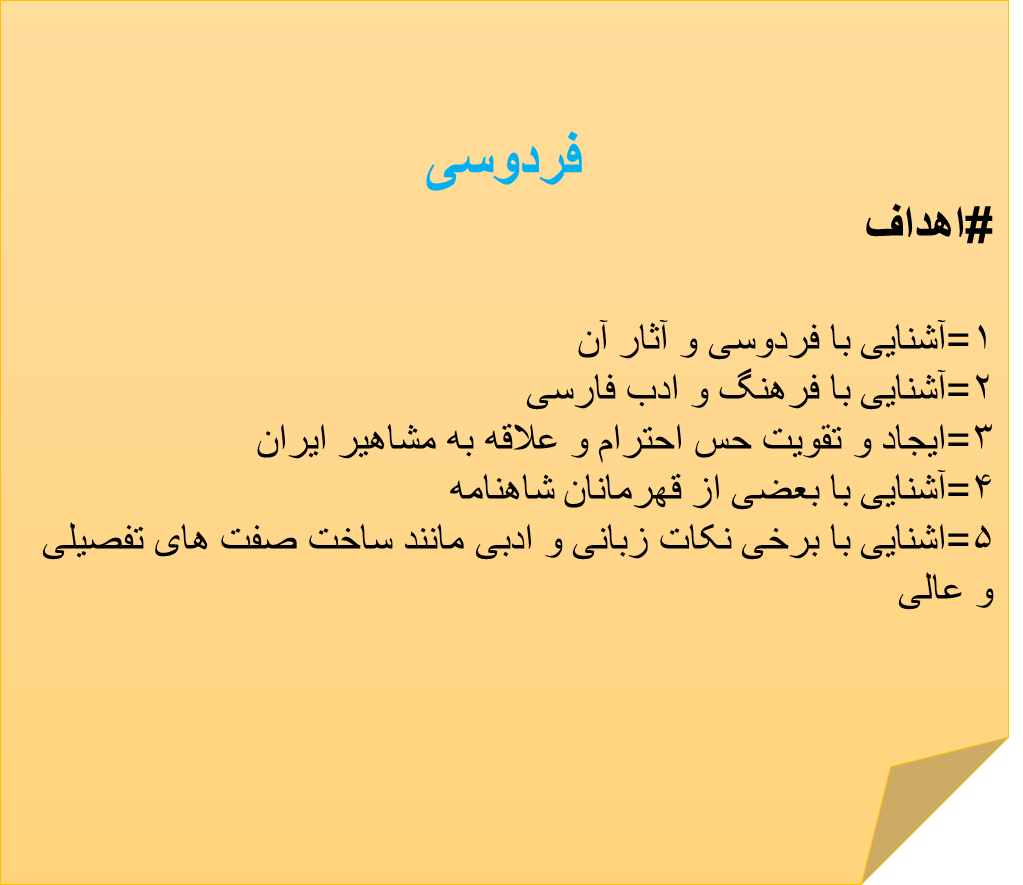 فردوسی
#اهداف
۱=آشنایی با فردوسی و آثار آن
۲=آشنایی با فرهنگ و ادب فارسی
۳=ایجاد و تقویت حس احترام و علاقه به مشاهیر ایران
۴=آشنایی با بعضی از قهرمانان شاهنامه
۵=اشنایی با برخی نکات زبانی و ادبی مانند ساخت صفت های تفصیلی
و عالی